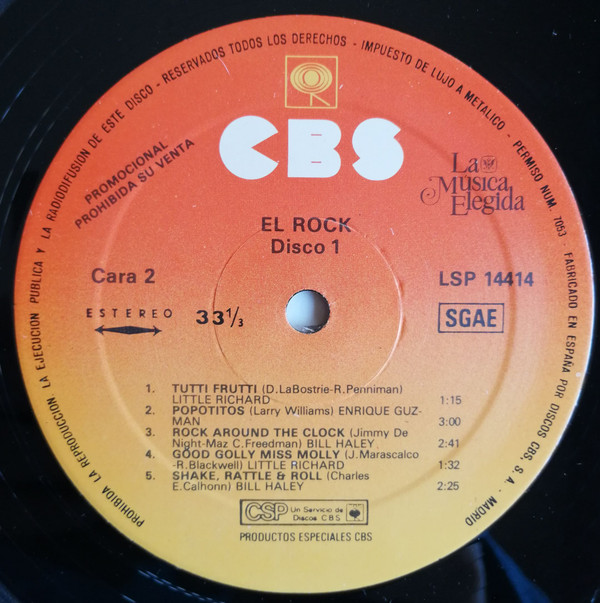 PROHIBIDA LA REPRODUCCION LA EJECUCION PUBLICA Y LA RADIODIFUSION DE ESTE DISCO - RESERVADOS TODOS LOS DERECHOS - IMPUESTO DE LUJO A METALICO - PERMISO NUM. 7053 - FABRICADO EN ESPAÑA POR DISCOS CBS, S. A. - MADRID
CBS
PROMOCIONAL
PROHIBIDA SU VENTA
La
Música
Elegida
EL ROCK
Disco 1
Cara 2
LSP 14414
ESTEREO
33 1/3
SGAE
1. TUTTI FRUTTI (D.LaBostrie-R.Penniman)
LITTLE RICHARD 1:15
2. POPOTITOS (Larry Williams) ENRIQUE GUZ-
MAN 3:00
3. ROCK AROUND THE CLOCK (Jimmy De
Night-Maz C.Freedman) BILL HALEY 2:41
4. GOOD GOLLY MISS MOLLY (J.Marascalco
-R.Blackwell) LITTLE RICHARD 1:32
5. SHAKE, RATTLE & ROLL (Charles
E.Calhonn) BILL HALEY 2:25
CSP Un Servicio de
Discos CBS
PRODUCTOS ESPECIALES CBS